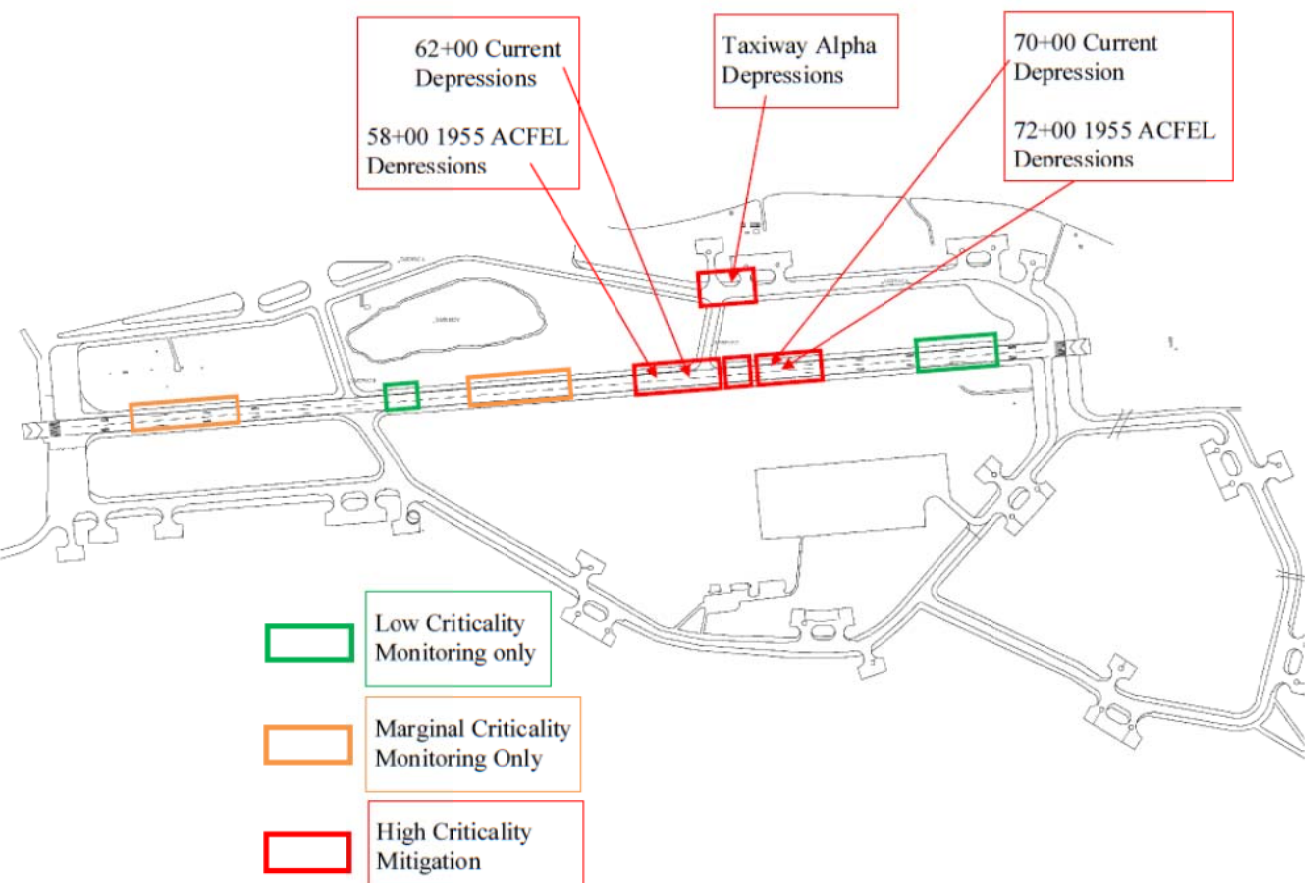 62+00 Current
Depressions
58+00 1955 ACFEL
Depressions
Taxiway Alpha
Depressions
70+00 Current
Depression
72+00 1955 ACFEL
Depressions
Low Criticality
Monitoring only
Marginal Criticality
Monitoring Only
High Criticality
Mitigation